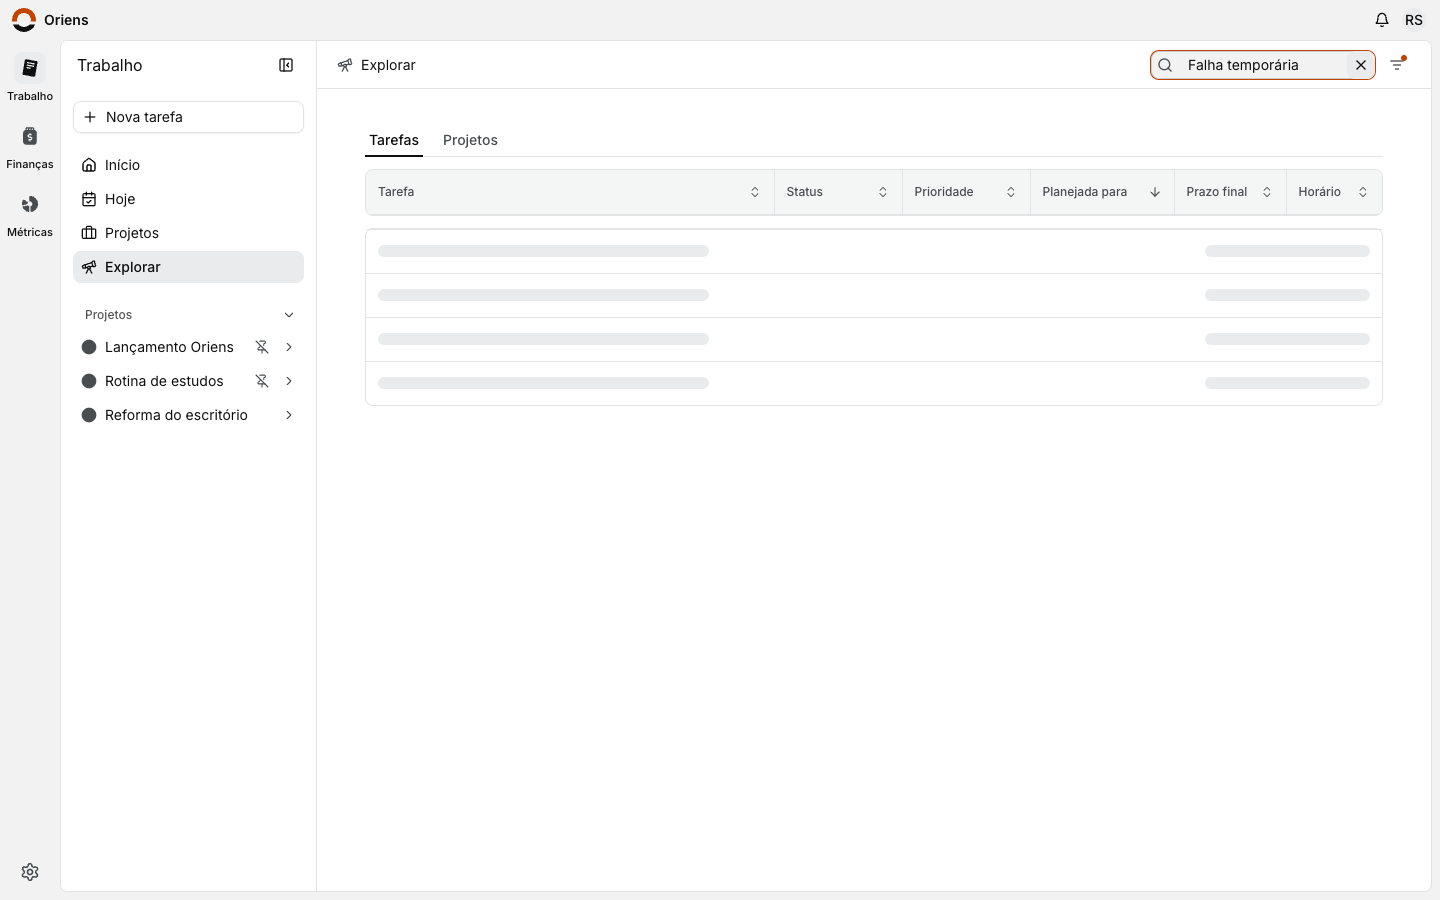 Oriens
RS
Trabalho
Finanças
Métricas
Trabalho
Nova tarefa
Início
Hoje
Projetos
Explorar
Projetos
Lançamento Oriens
Rotina de estudos
Reforma do escritório
Explorar
Falha temporária
Tarefas Projetos
Tarefa Status Prioridade Planejada para Prazo final Horário